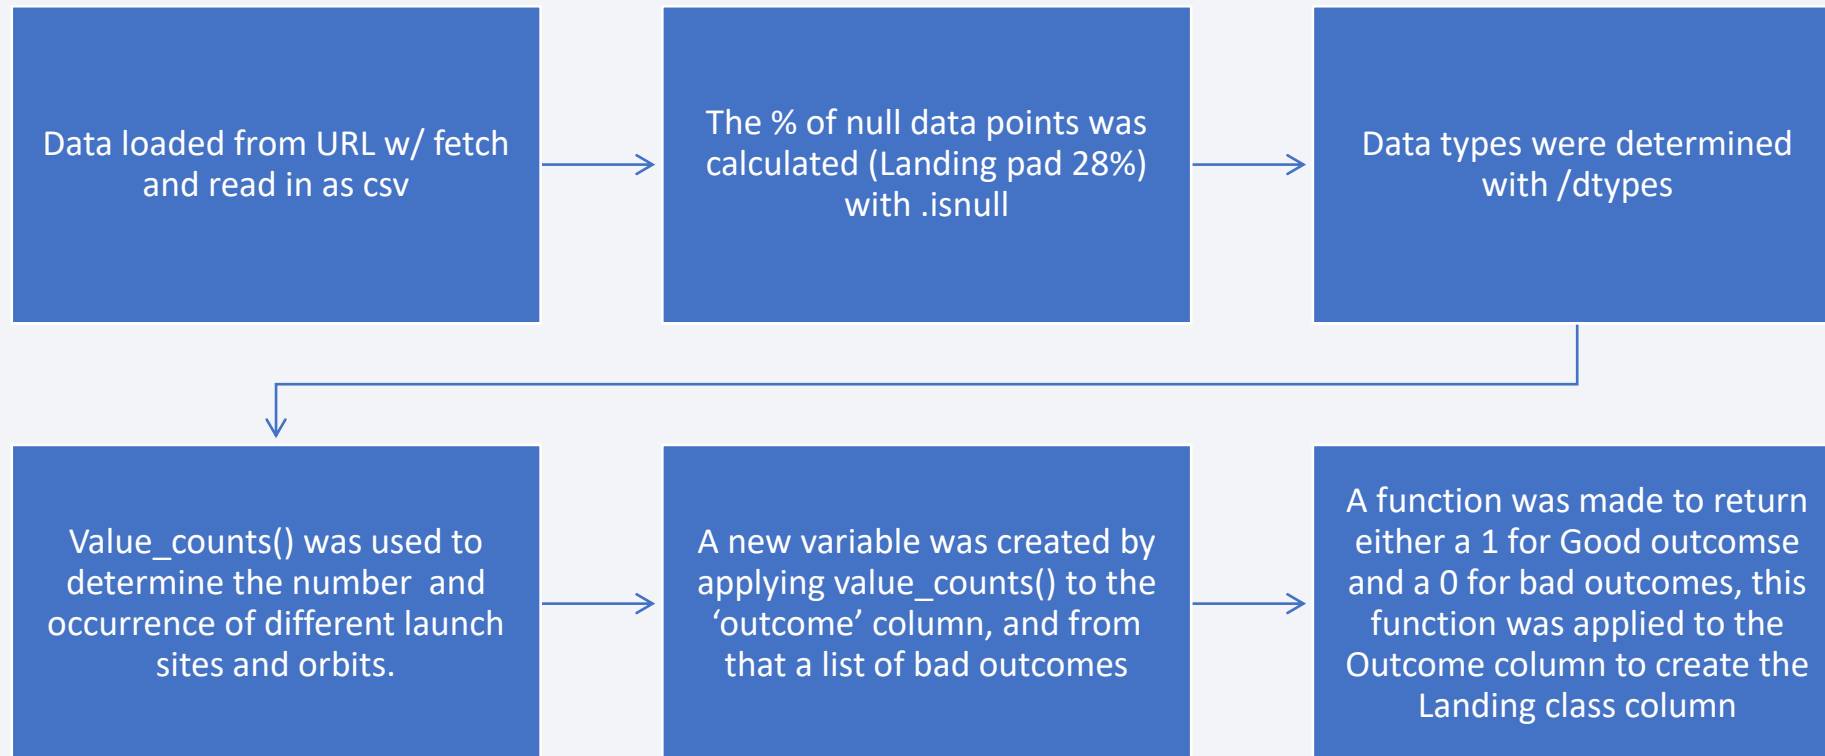 Data loaded from URL w/ fetch
and read in as csv
The % of null data points was
calculated (Landing pad 28%)
with .isnull
Data types were determined
with /dtypes
Value_counts() was used to
determine the number  and
occurrence of different launch
sites and orbits.
A new variable was created by
applying value_counts() to the
‘outcome’ column, and from
that a list of bad outcomes
A function was made to return
either a 1 for Good outcomse
and a 0 for bad outcomes, this
function was applied to the
Outcome column to create the
Landing class column